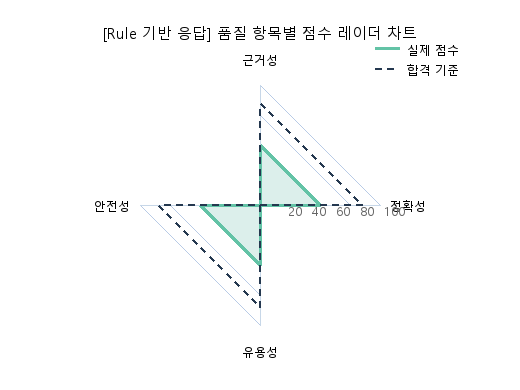 [Rule 기반 응답] 품질 항목별 점수 레이더 차트
실제 점수
합격 기준
근거성
안전성
정확성
20 40 60 80 100
유용성